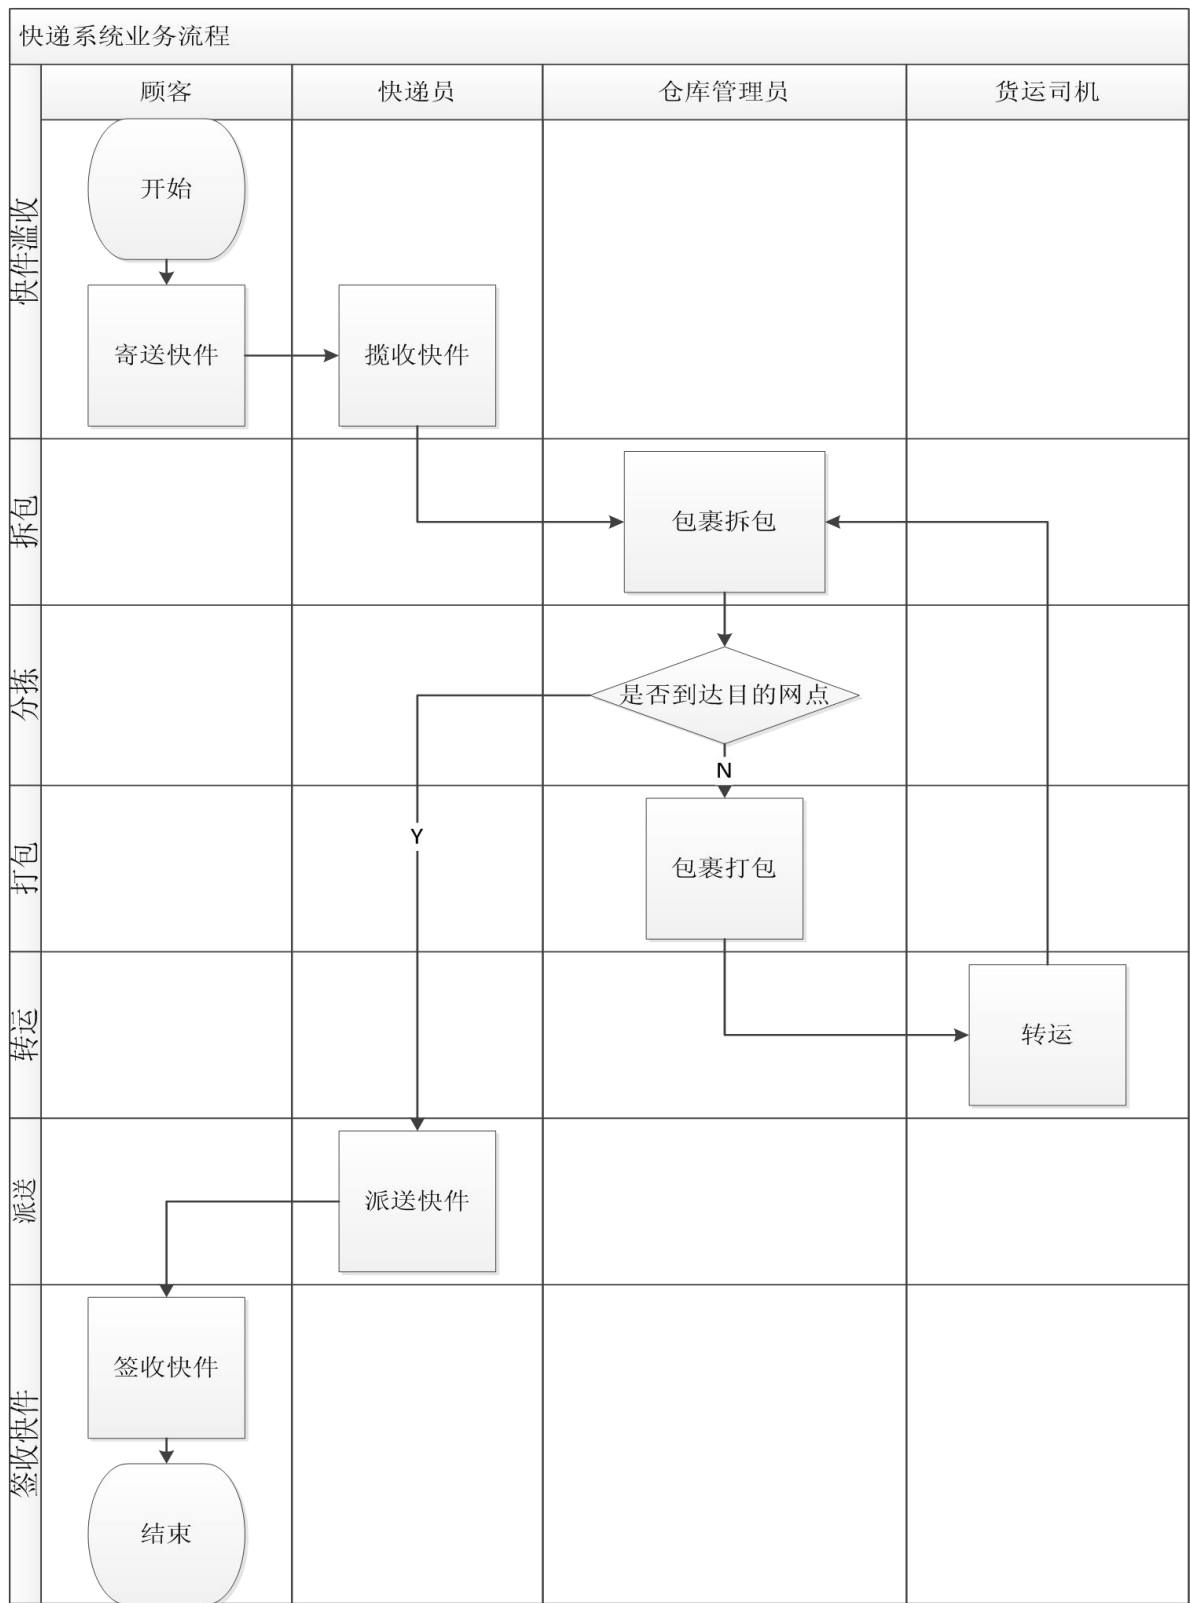 快递系统业务流程
顾客
快递员
仓库管理员
货运司机
快件滥收
开始
寄送快件
揽收快件
拆包
包裹拆包
分拣
是否到达目的网点
N
Y
打包
包裹打包
转运
转运
派送
派送快件
签收快件
签收快件
结束